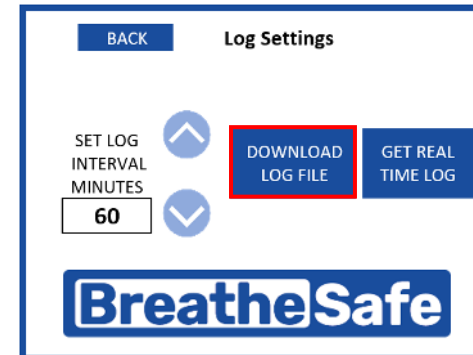 BACK
Log Settings
SET LOG
INTERVAL
MINUTES
60
DOWNLOAD
LOG FILE
GET REAL
TIME LOG
BreatheSafe